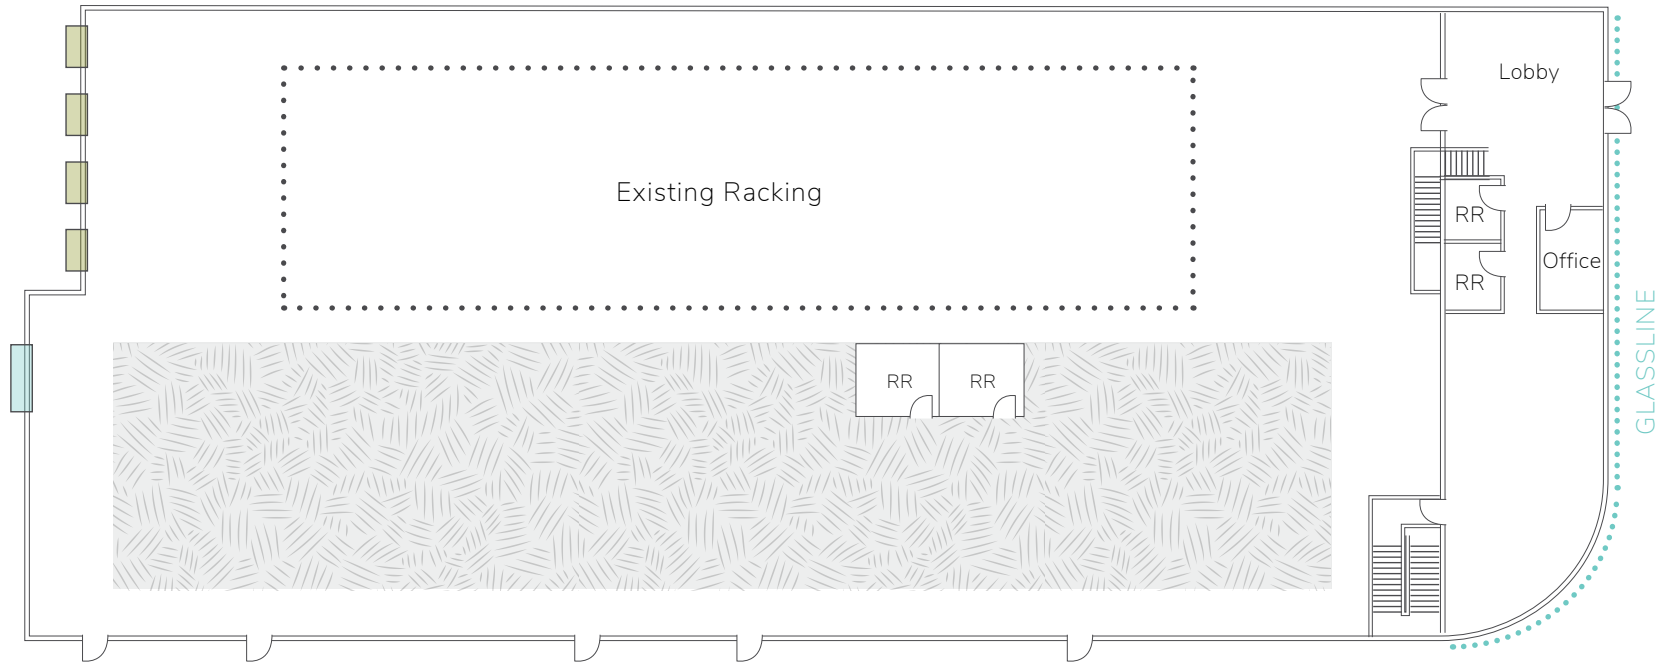 Lobby
Existing Racking
RR
Office
RR
GLASSLINE
RR
RR